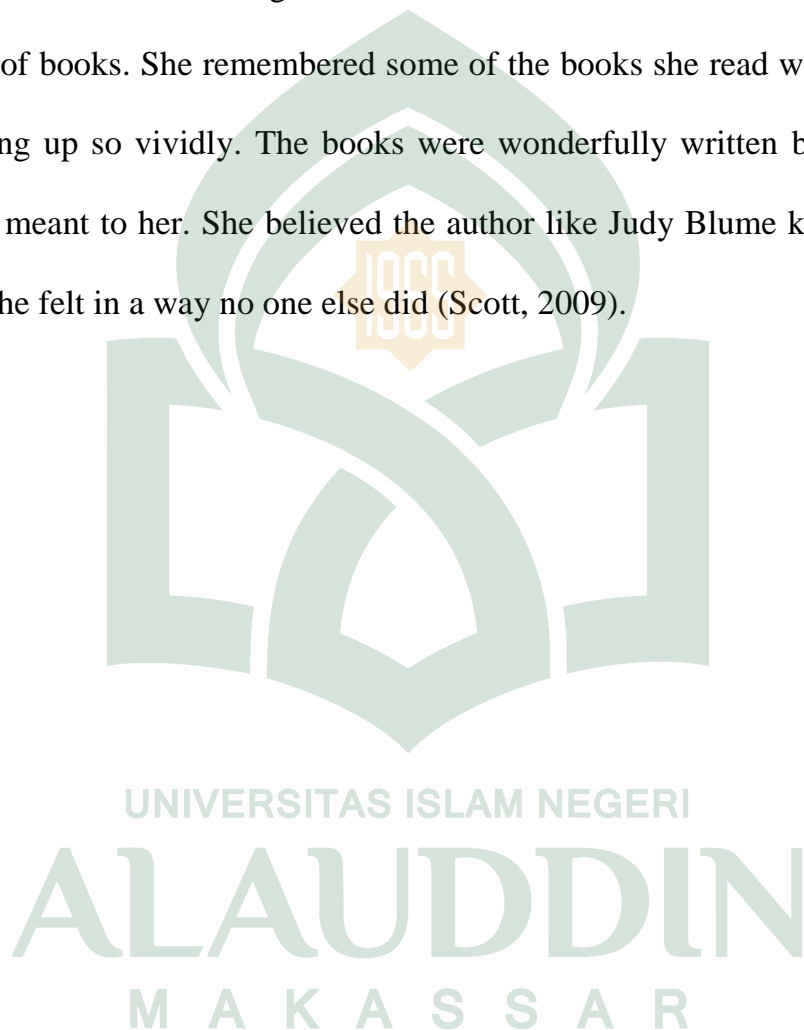 of books. She remembered some of the books she read w
ng up so vividly. The books were wonderfully written b
meant to her. She believed the author like Judy Blume k
he felt in a way no one else did (Scott, 2009).
UNIVERSITAS ISLAM NEGERI
ALAUDDIN
MAKASSAR